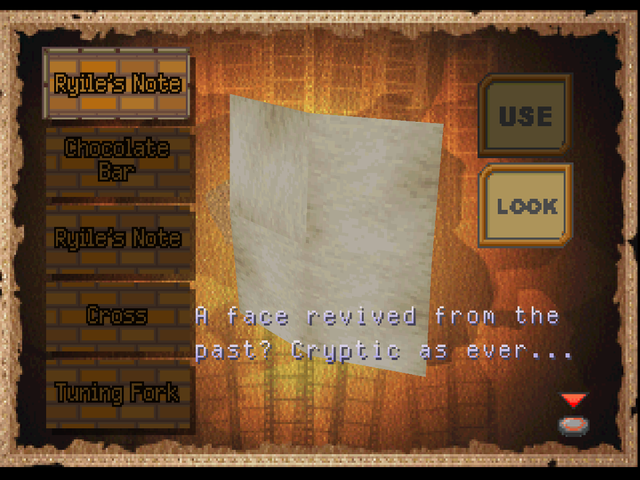 Ryile's Note
Chocolate
Bar
Ryile's Note
Cross
Tuning Fork
USE
LOOK
A face revived from the
past? Cryptic as ever...